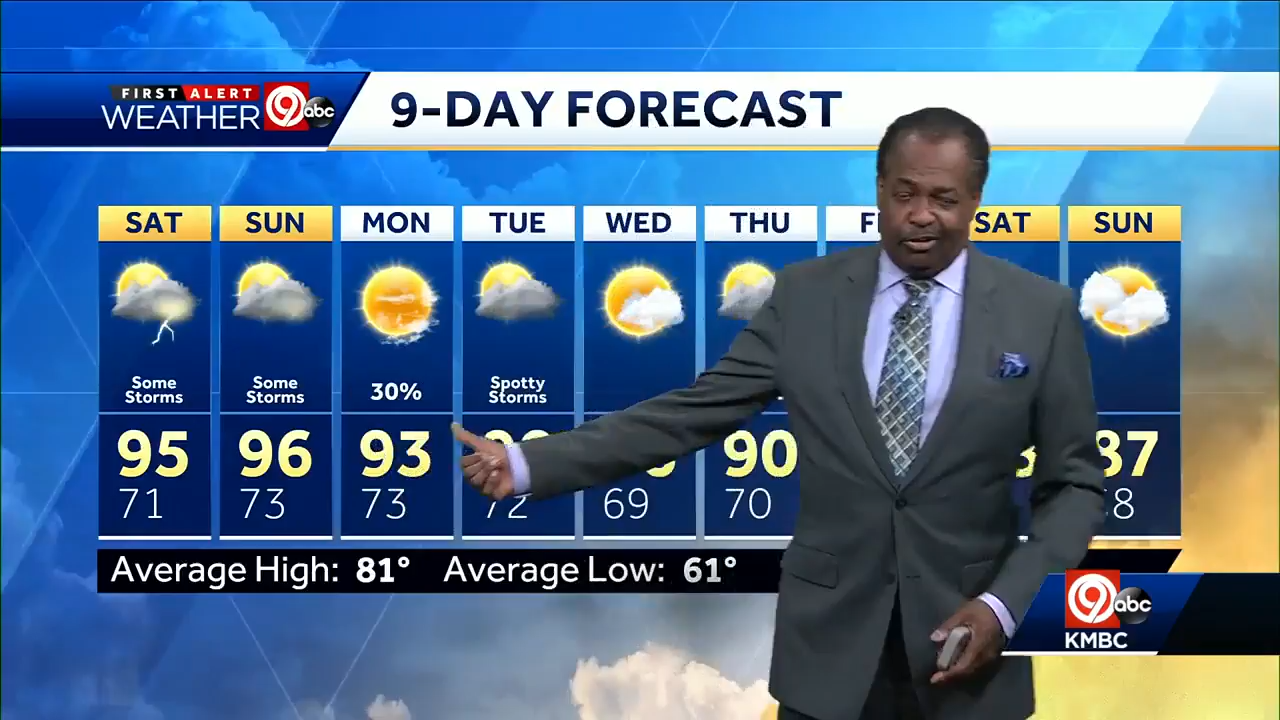 FIRST ALERT
WEATHER 9 abc
9-DAY FORECAST
SAT SUN MON TUE WED THU SAT SUN
Some Storms
Some Storms
30%
Spotty Storms
95 96 93 90 87
71 73 73 72 69 70
Average High: 81° Average Low: 61°
9 abc
KMBC